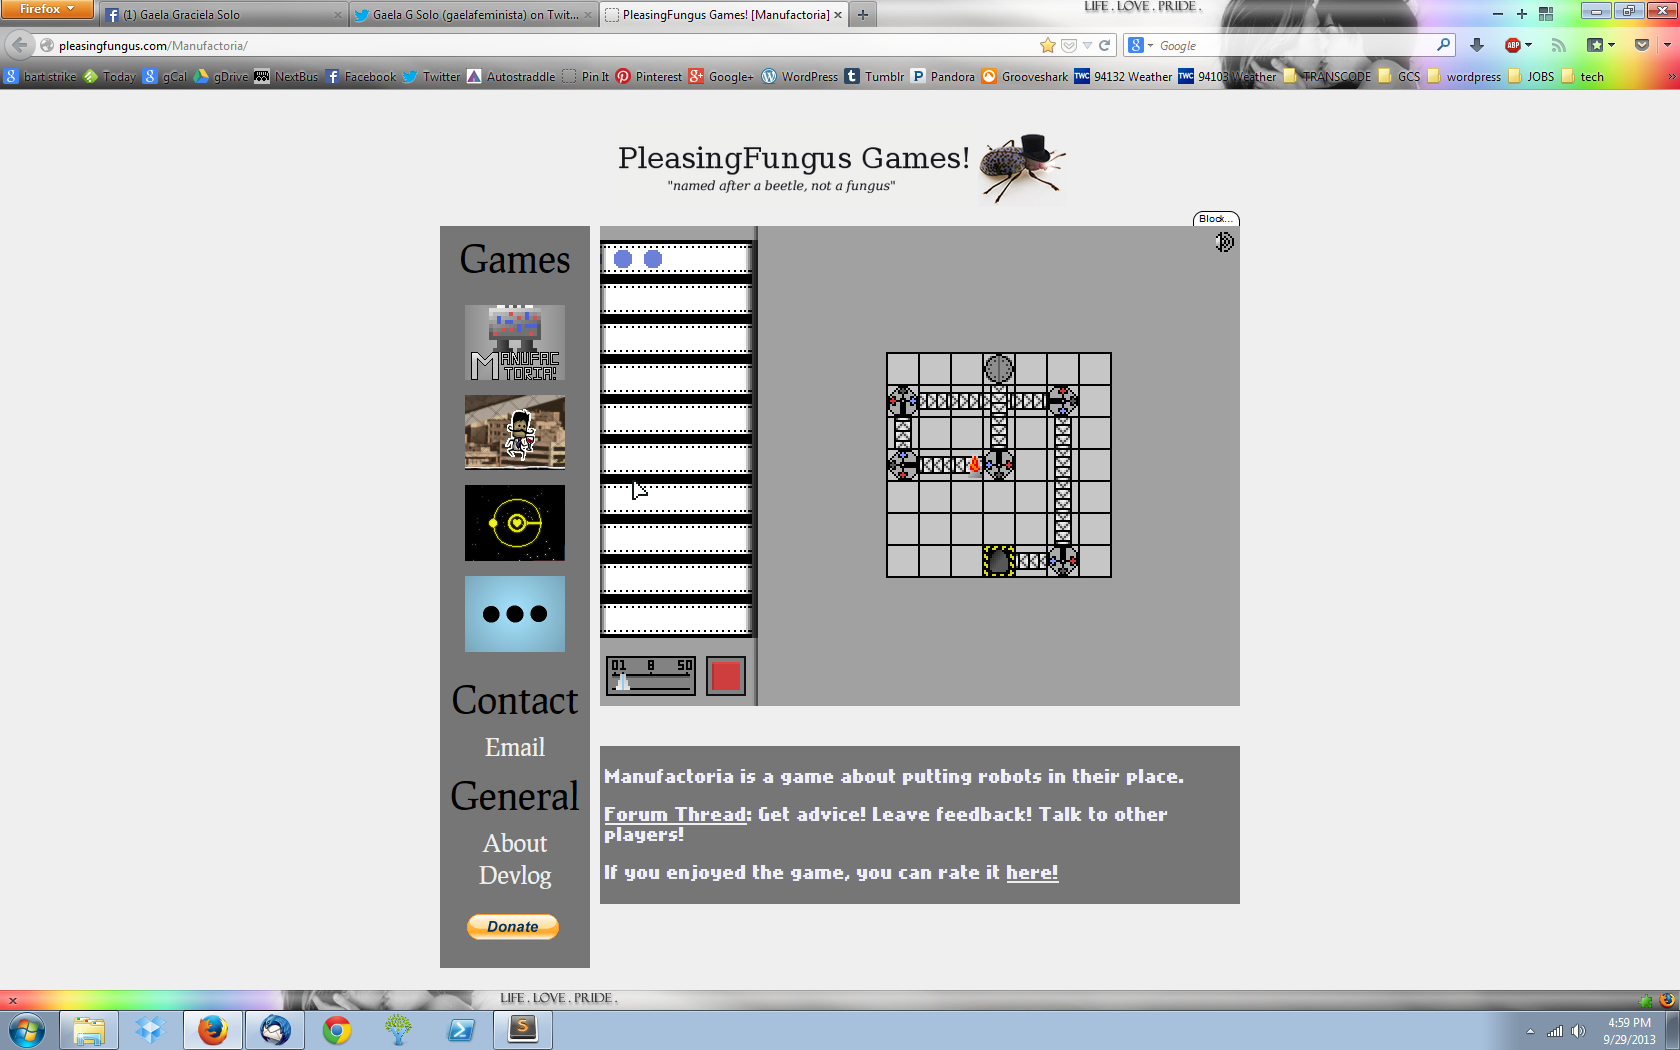 Firefox
(1) Gaela Graciela Solo
Gaela G Solo (gaelafeminista) on Twit...
PleasingFungus Games! [Manufactoria]
LIFE . LOVE . PRIDE .
pleasingfungus.com/Manufactoria/
Google
ABP
bart strike
Today
gCal
gDrive
NextBus
Facebook
Twitter
Autostraddle
Pin It
Pinterest
Google+
WordPress
Tumblr
Pandora
Grooveshark
TWC
94132 Weather
TWC
94103 Weather
TRANSCODE
GCS
wordpress
JOBS
tech
PleasingFungus Games!
"named after a beetle, not a fungus"
Block...
Games
MANUFAC
TORIA!
01 8 50
Contact
Email
General
About
Devlog
Donate
Manufactoria is a game about putting robots in their place.
Forum Thread: Get advice! Leave feedback! Talk to other
players!
If you enjoyed the game, you can rate it here!
LIFE . LOVE . PRIDE .
4:59 PM
9/29/2013